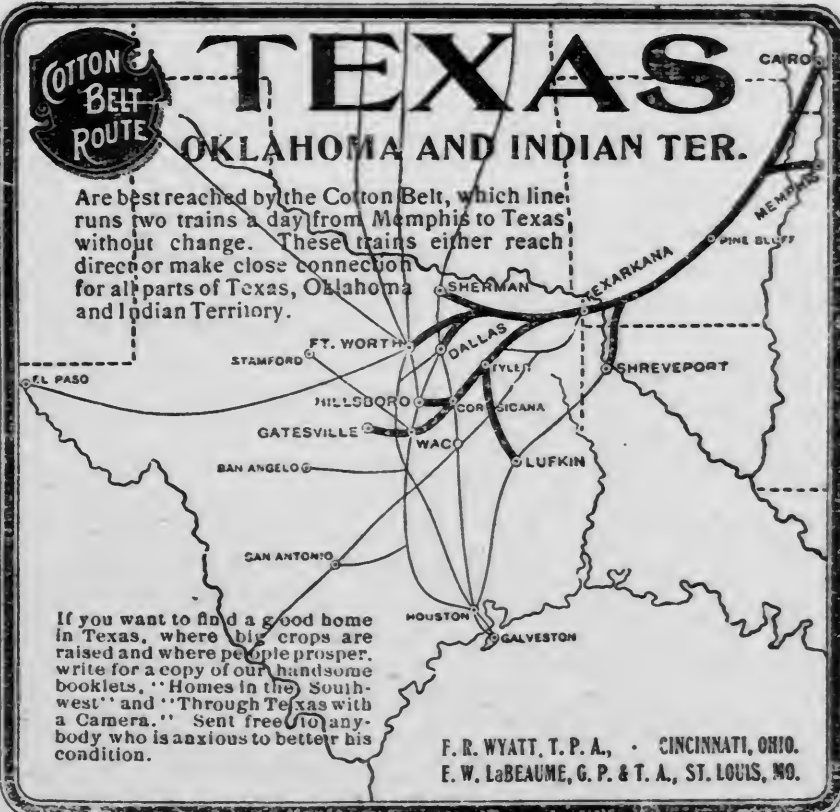 COTTON
BELT
ROUTE
TEXAS
OKLAHOMA AND INDIAN TER.
Are best reached by the Cotton Belt, which line
runs two trains a day from Memphis to Texas
without change. These trains either reach
direct or make close connection
for all parts of Texas, Oklahoma
and Indian Territory.
CAIRO
MEMPHIS
PINE BLUFF
TEXARKANA
SHERMAN
FT. WORTH
DALLAS
STAMFORD
TYLER
SHREVEPORT
EL PASO
HILLSBORO
CORSICANA
GATESVILLE
WACO
LUFKIN
SAN ANGELO
SAN ANTONIO
HOUSTON
GALVESTON
If you want to find a good home
in Texas, where big crops are
raised and where people prosper,
write for a copy of our handsome
booklets, "Homes in the South-
west" and "Through Texas with
a Camera." Sent free to any-
body who is anxious to better his
condition.
F. R. WYATT, T. P. A., · CINCINNATI, OHIO.
E. W. LaBEAUME, G. P. & T. A., ST. LOUIS, MO.